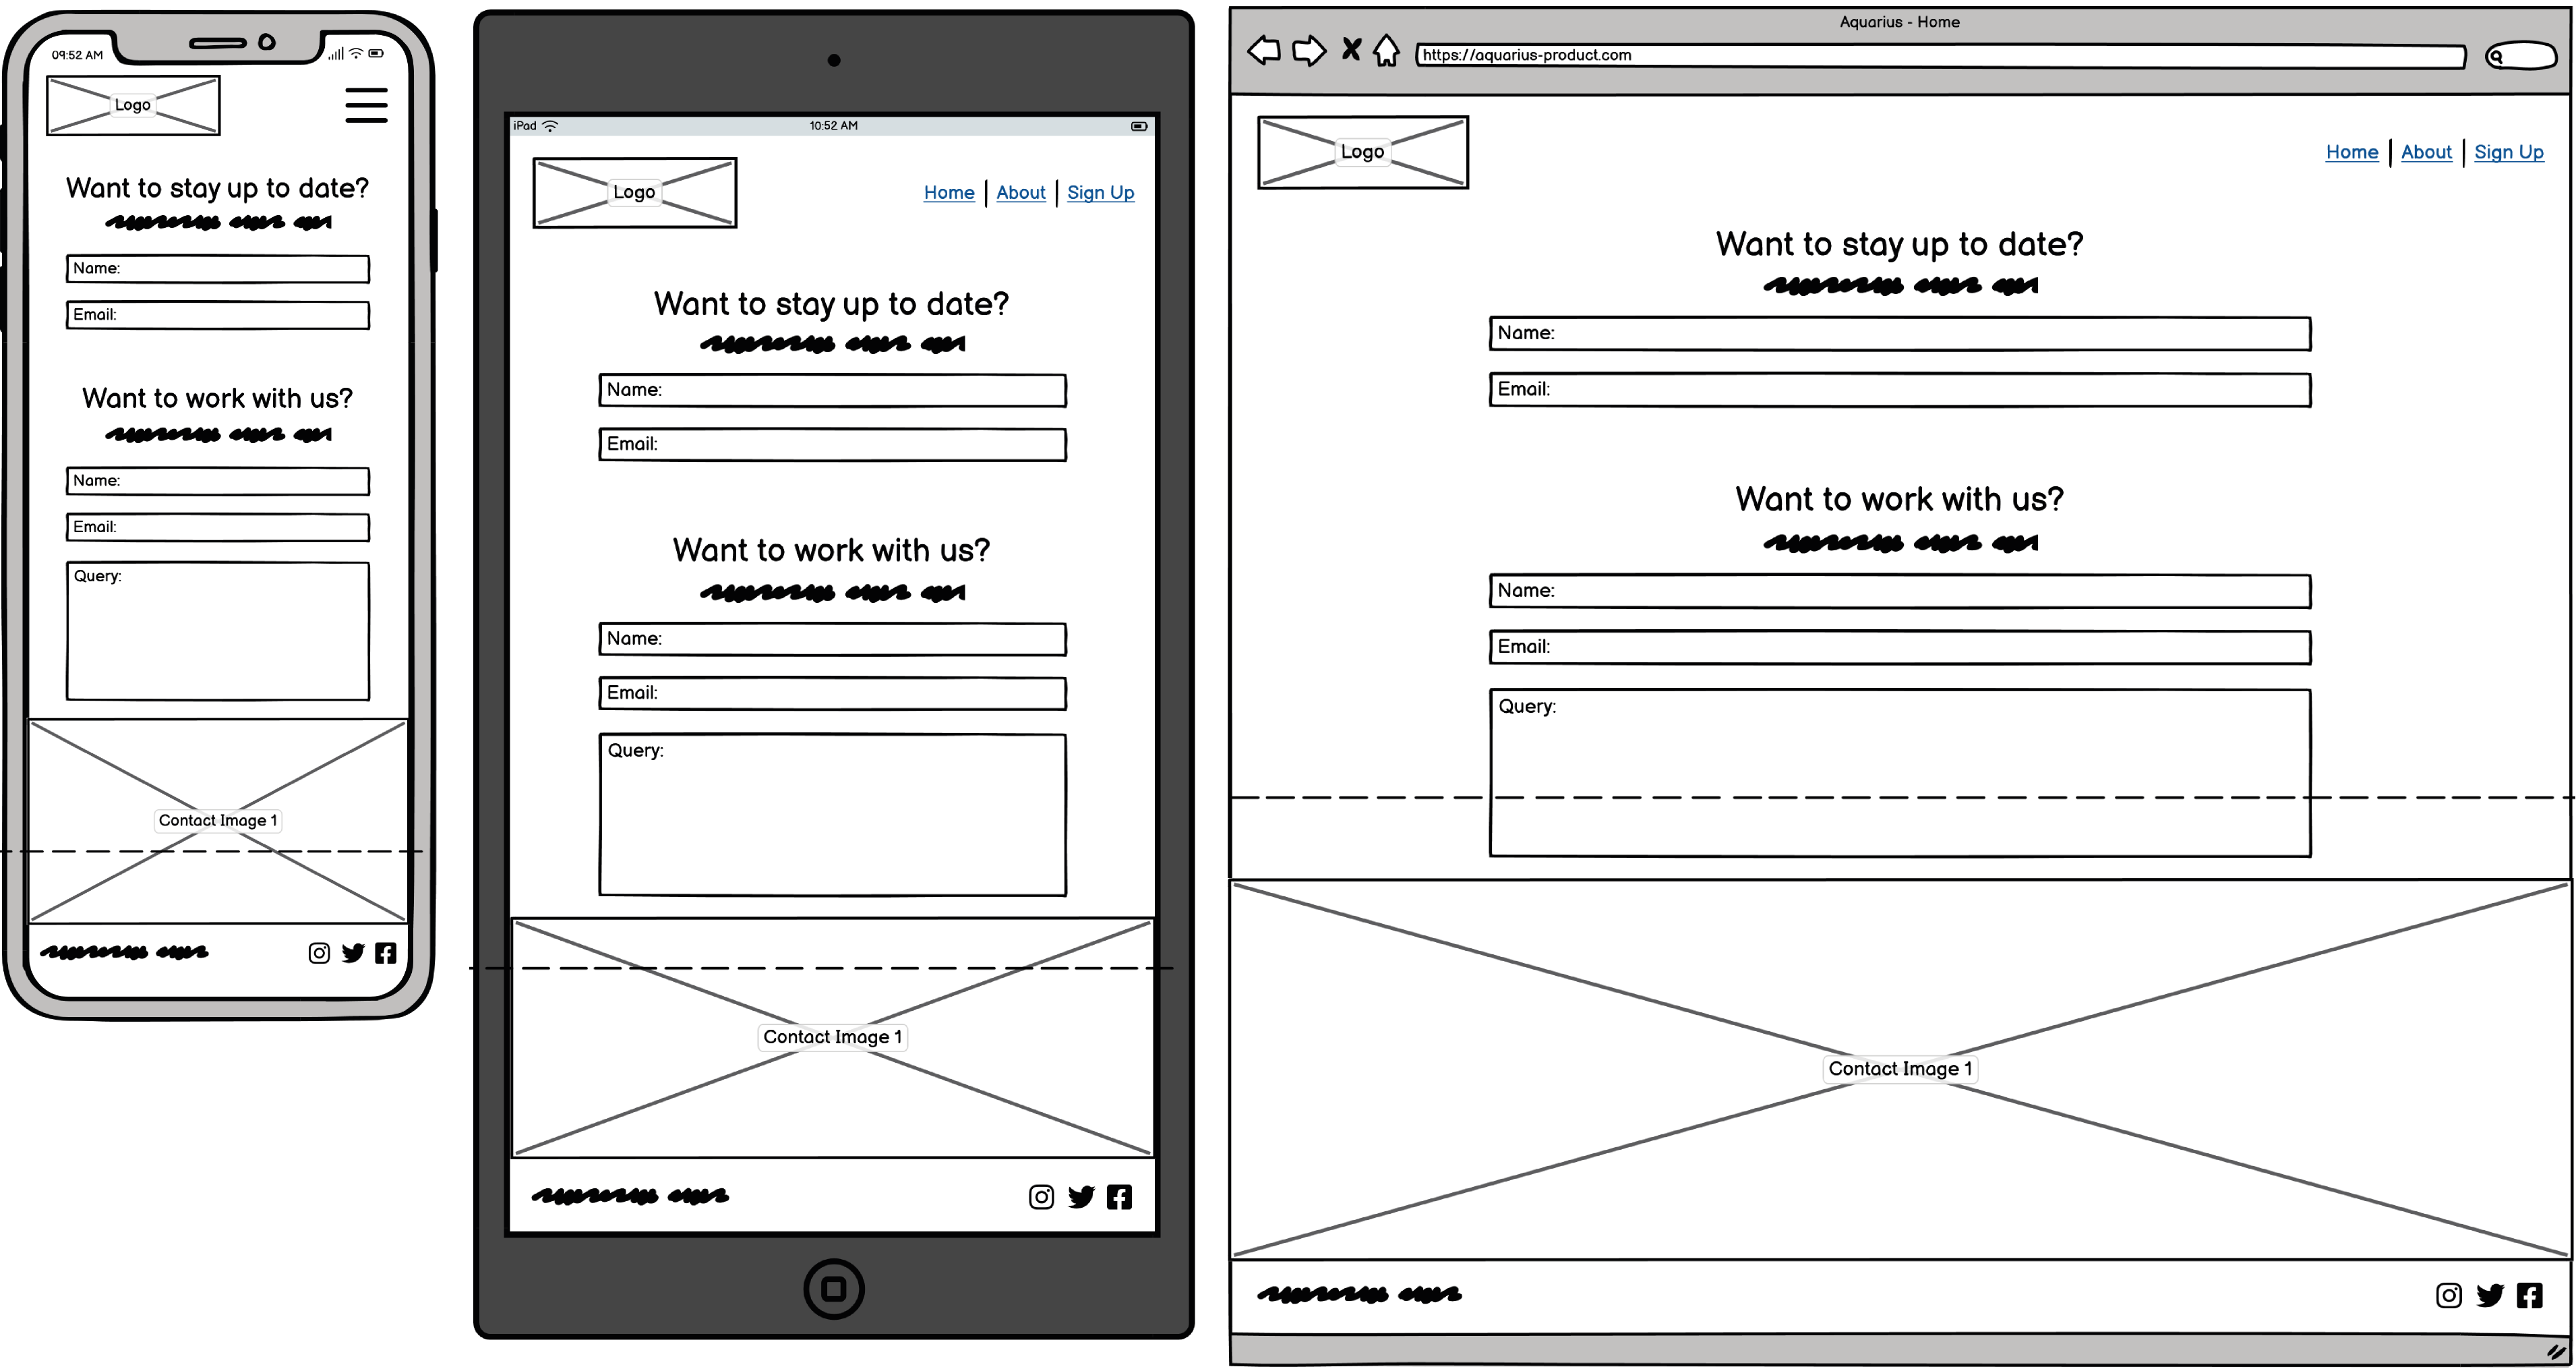 09:52 AM
Logo
Want to stay up to date?
Name:
Email:
Want to work with us?
Name:
Email:
Query:
Contact Image 1
iPad
10:52 AM
Logo
Home | About | Sign Up
Want to stay up to date?
Name:
Email:
Want to work with us?
Name:
Email:
Query:
Contact Image 1
Aquarius - Home
https://aquarius-product.com
Logo
Home | About | Sign Up
Want to stay up to date?
Name:
Email:
Want to work with us?
Name:
Email:
Query:
Contact Image 1